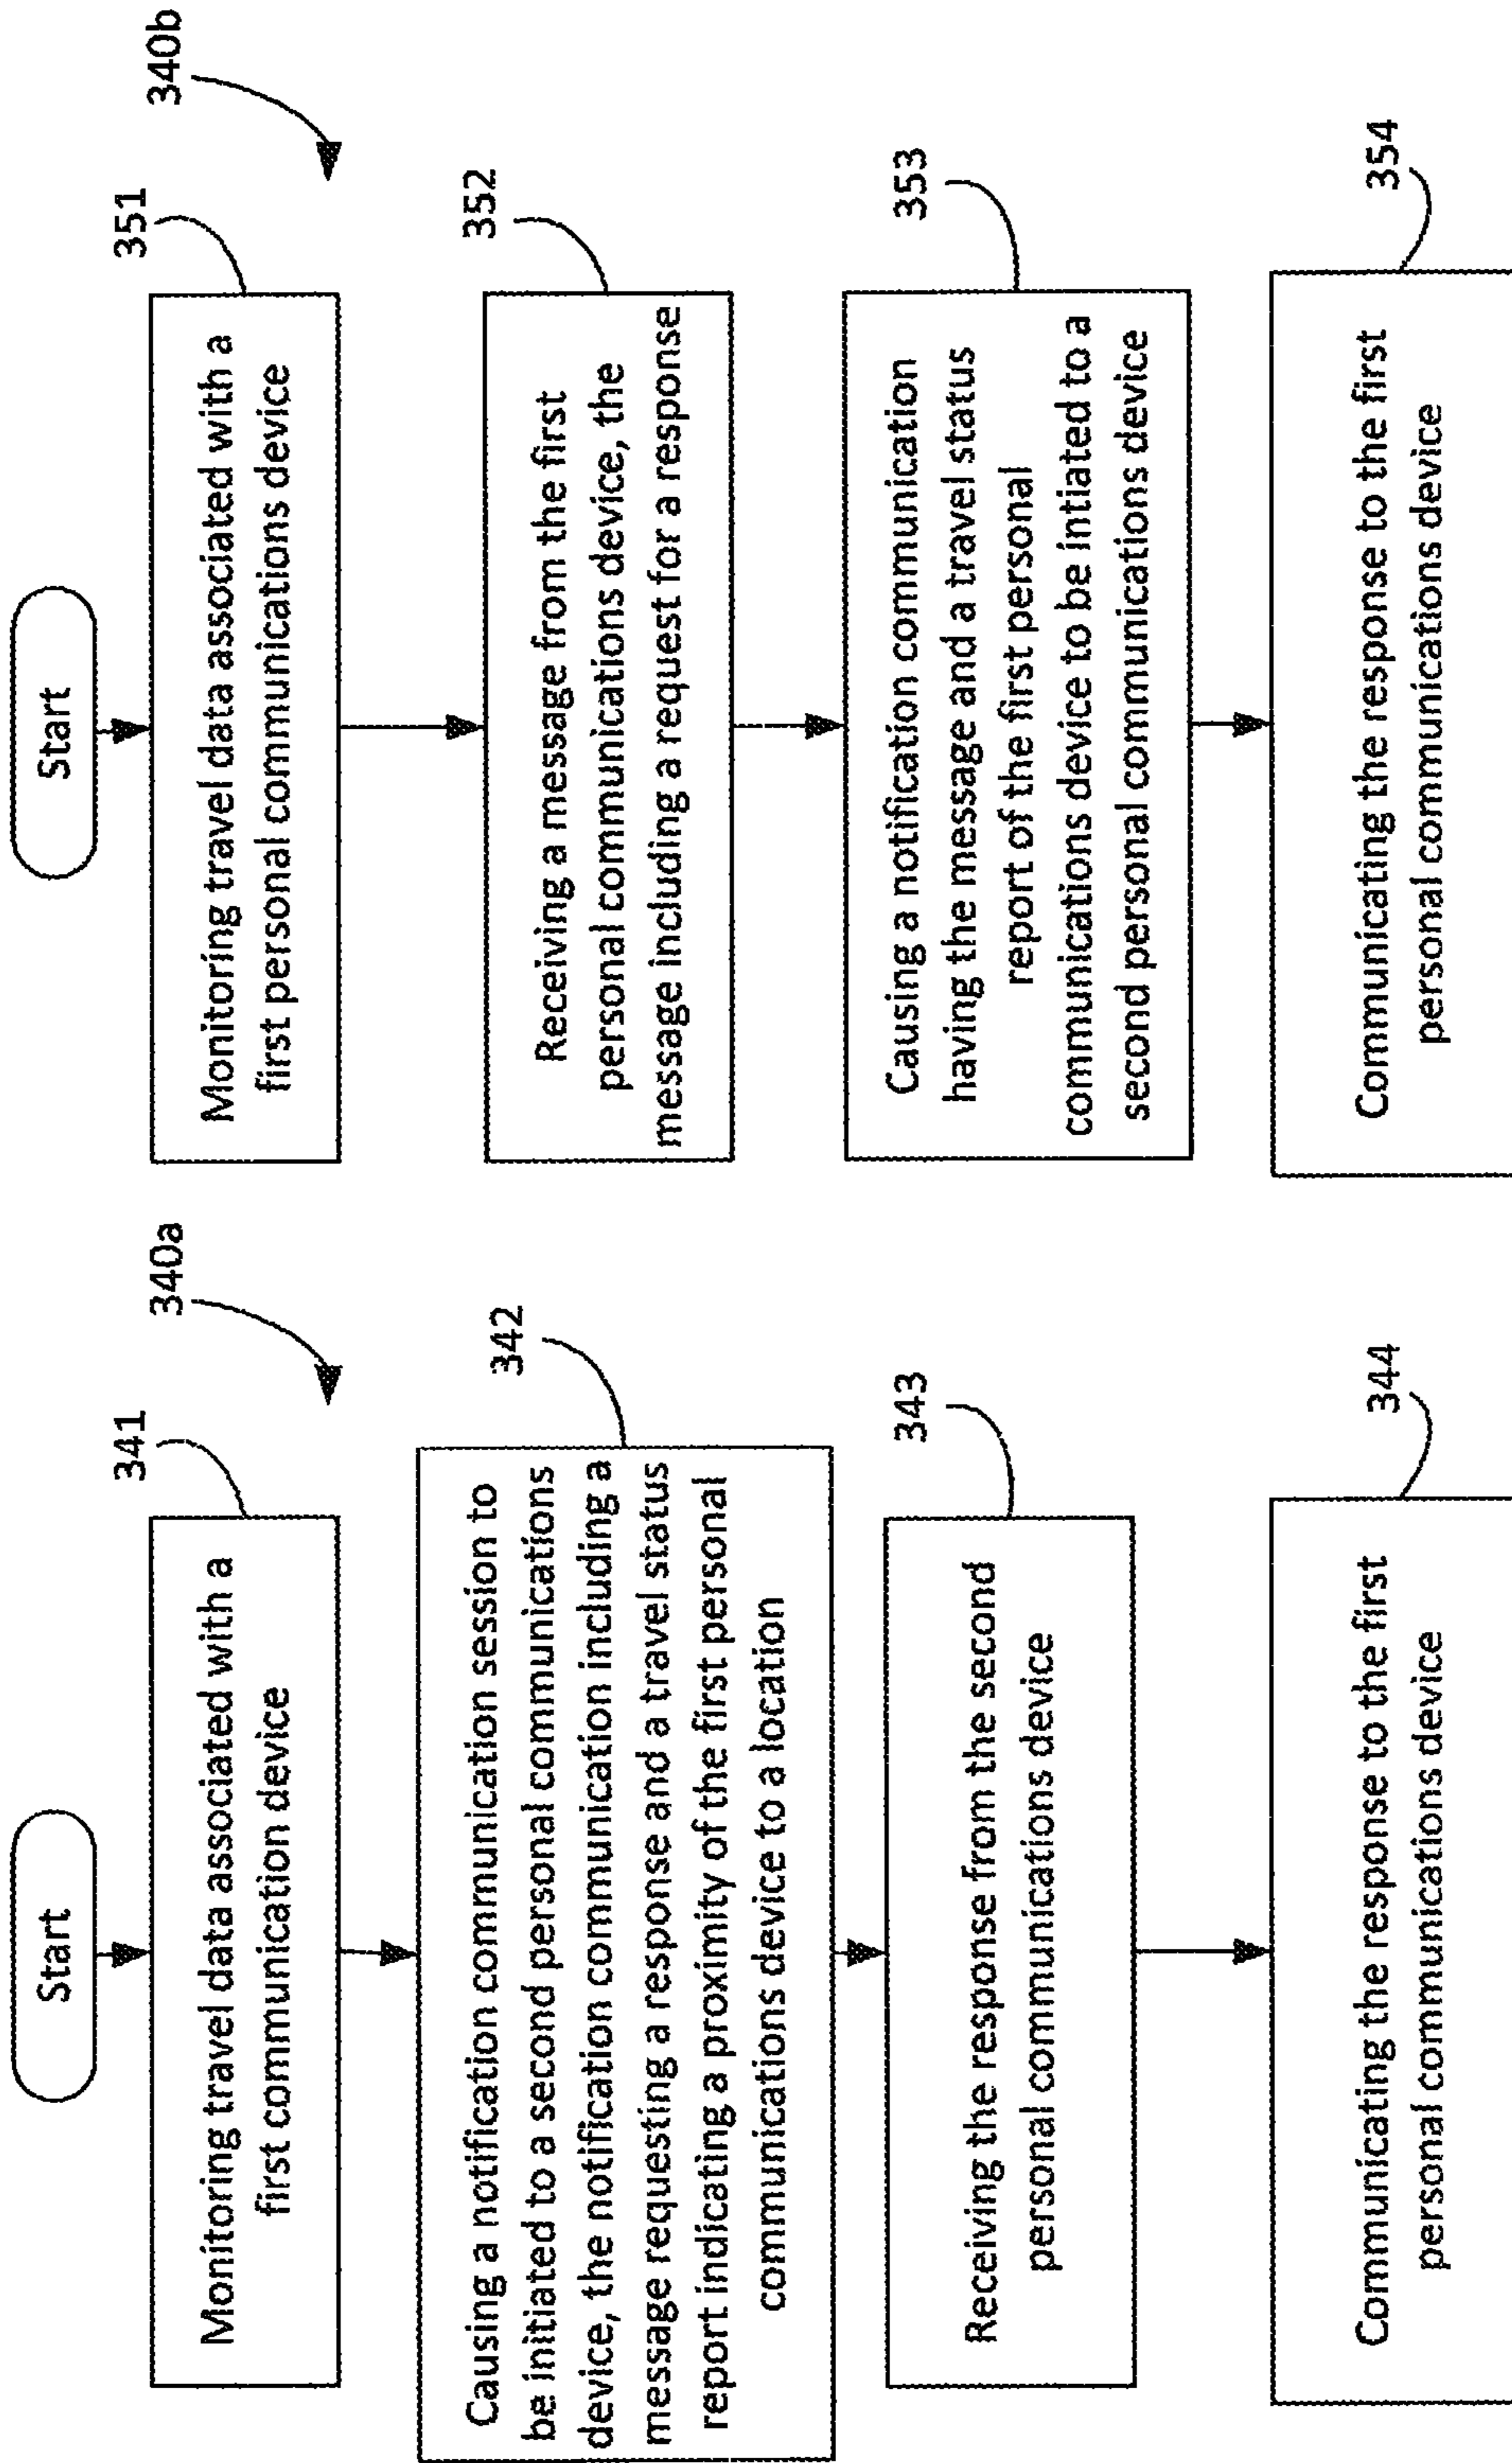 Start
340a
341
Monitoring travel data associated with a
first communication device
342
Causing a notification communication session to
be initiated to a second personal communications
device, the notification communication including a
message requesting a response and a travel status
report indicating a proximity of the first personal
communications device to a location
343
Receiving the response from the second
personal communications device
344
Communicating the response to the first
personal communications device
Start
340b
351
Monitoring travel data associated with a
first personal communications device
352
Receiving a message from the first
personal communications device, the
message including a request for a response
353
Causing a notification communication
having the message and a travel status
report of the first personal
communications device to be intiated to a
second personal communications device
354
Communicating the response to the first
personal communications device